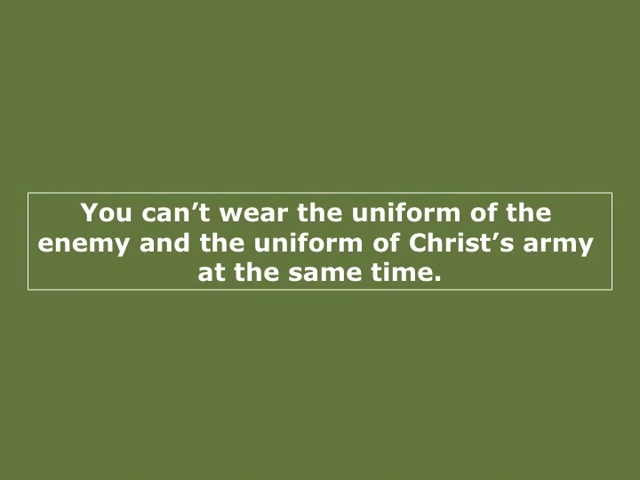 You can’t wear the uniform of the
enemy and the uniform of Christ’s army
at the same time.